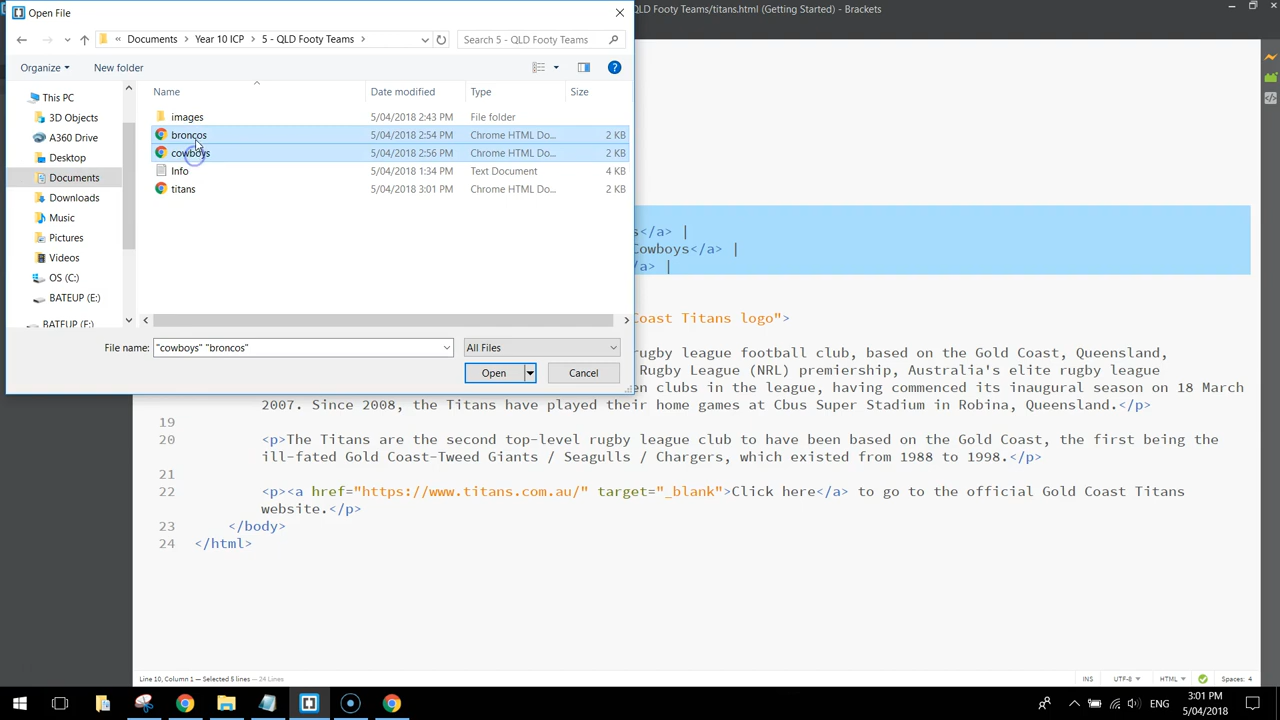 Open File
QLD Footy Teams/titans.html (Getting Started) - Brackets
« Documents > Year 10 ICP > 5 - QLD Footy Teams >
Search 5 - QLD Footy Teams
Organize
New folder
Name Date modified Type Size
This PC
3D Objects
A360 Drive
Desktop
Documents
Downloads
Music
Pictures
Videos
OS (C:)
BATEUP (E:)
BATEUP (F:)
images 5/04/2018 2:43 PM File folder
broncos 5/04/2018 2:54 PM Chrome HTML Do... 2 KB
cowboys 5/04/2018 2:56 PM Chrome HTML Do... 2 KB
Info 5/04/2018 1:34 PM Text Document 4 KB
titans 5/04/2018 3:01 PM Chrome HTML Do... 2 KB
File name: "cowboys" "broncos"
All Files
Open
Cancel
s</a> |
Cowboys</a> |
/a> |
Coast Titans logo">
rugby league football club, based on the Gold Coast, Queensland,
Rugby League (NRL) premiership, Australia's elite rugby league
en clubs in the league, having commenced its inaugural season on 18 March
2007. Since 2008, the Titans have played their home games at Cbus Super Stadium in Robina, Queensland.</p>
19
20 <p>The Titans are the second top-level rugby league club to have been based on the Gold Coast, the first being the
ill-fated Gold Coast-Tweed Giants / Seagulls / Chargers, which existed from 1988 to 1998.</p>
21
22 <p><a href="https://www.titans.com.au/" target="_blank">Click here</a> to go to the official Gold Coast Titans
website.</p>
23 </body>
24 </html>
Line 10, Column 1 — Selected 5 lines — 24 Lines
INS UTF-8 HTML Spaces: 4
ENG
3:01 PM
5/04/2018